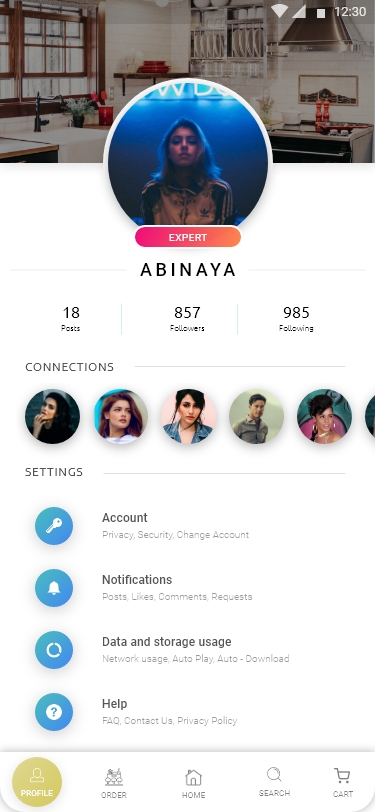 12:30
EXPERT
ABINAYA
18 857 985
Posts Followers Following
CONNECTIONS
SETTINGS
Account
Privacy, Security, Change Account
Notifications
Posts, Likes, Comments, Requests
Data and storage usage
Network usage, Auto Play, Auto - Download
Help
FAQ, Contact Us, Privacy Policy
PROFILE ORDER HOME SEARCH CART